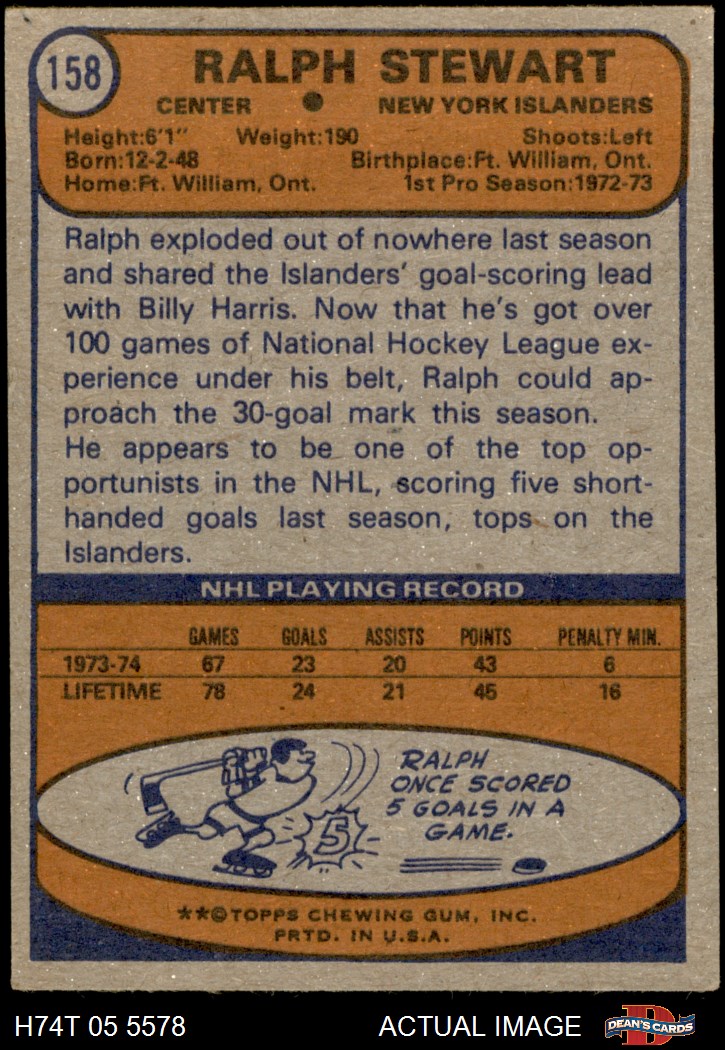 158
RALPH STEWART
CENTER ● NEW YORK ISLANDERS
Height:6'1" Weight:190 Shoots:Left
Born:12-2-48 Birthplace:Ft. William, Ont.
Home:Ft. William, Ont. 1st Pro Season:1972-73
Ralph exploded out of nowhere last season
and shared the Islanders' goal-scoring lead
with Billy Harris. Now that he's got over
100 games of National Hockey League ex-
perience under his belt, Ralph could ap-
proach the 30-goal mark this season.
He appears to be one of the top op-
portunists in the NHL, scoring five short-
handed goals last season, tops on the
Islanders.
NHL PLAYING RECORD
GAMES GOALS ASSISTS POINTS PENALTY MIN.
1973-74 67 23 20 43 6
LIFETIME 78 24 21 45 16
RALPH
ONCE SCORED
5 GOALS IN A
GAME.
5
**©TOPPS CHEWING GUM, INC.
PRTD. IN U.S.A.
H74T 05 5578 ACTUAL IMAGE
D
DEAN'S CARDS